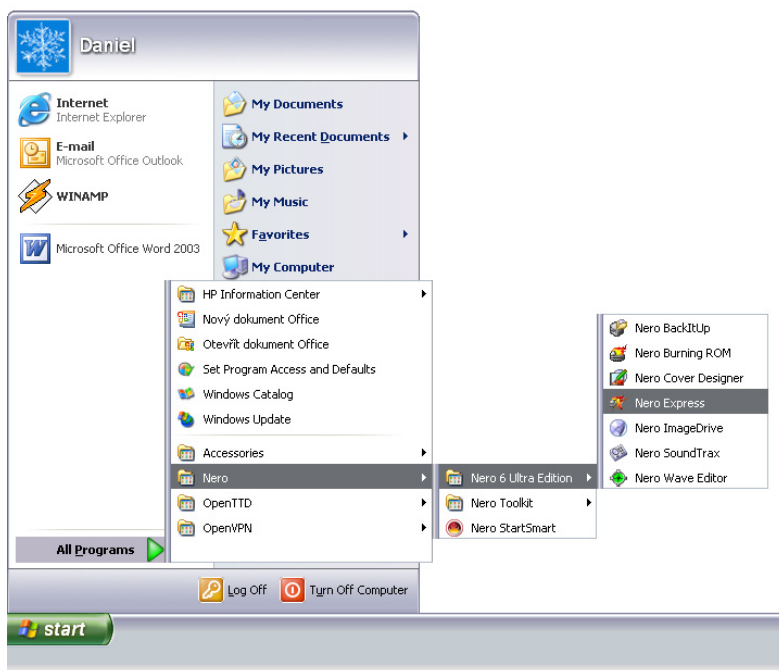 Daniel
Internet
Internet Explorer
E-mail
Microsoft Office Outlook
WINAMP
Microsoft Office Word 2003
My Documents
My Recent Documents
My Pictures
My Music
Favorites
My Computer
HP Information Center
Nový dokument Office
Otevřít dokument Office
Set Program Access and Defaults
Windows Catalog
Windows Update
Accessories
Nero
OpenTTD
OpenVPN
Nero 6 Ultra Edition
Nero Toolkit
Nero StartSmart
Nero BackItUp
Nero Burning ROM
Nero Cover Designer
Nero Express
Nero ImageDrive
Nero SoundTrax
Nero Wave Editor
All Programs
Log Off
Turn Off Computer
start